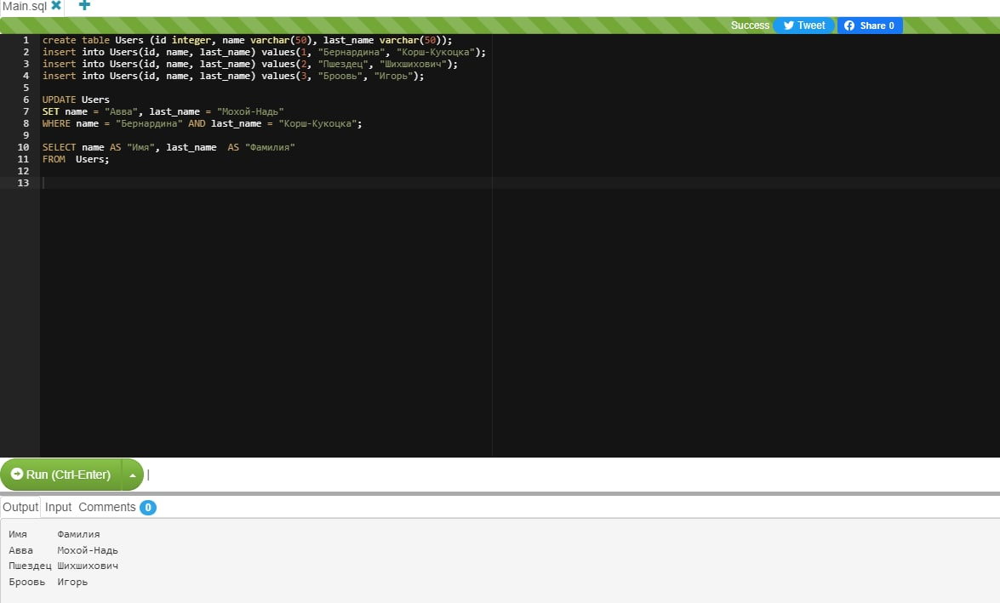 Main.sql
Success Tweet Share 0
1 create table Users (id integer, name varchar(50), last_name varchar(50));
2 insert into Users(id, name, last_name) values(1, "Бернардина", "Корш-Кукоцка");
3 insert into Users(id, name, last_name) values(2, "Пшездец", "Шихшихович");
4 insert into Users(id, name, last_name) values(3, "Броовь", "Игорь");
5
6 UPDATE Users
7 SET name = "Авва", last_name = "Мохой-Надь"
8 WHERE name = "Бернардина" AND last_name = "Корш-Кукоцка";
9
10 SELECT name AS "Имя", last_name  AS "Фамилия"
11 FROM  Users;
12
13
Run (Ctrl-Enter)
Output Input Comments 0
Имя Фамилия
Авва Мохой-Надь
Пшездец Шихшихович
Броовь Игорь